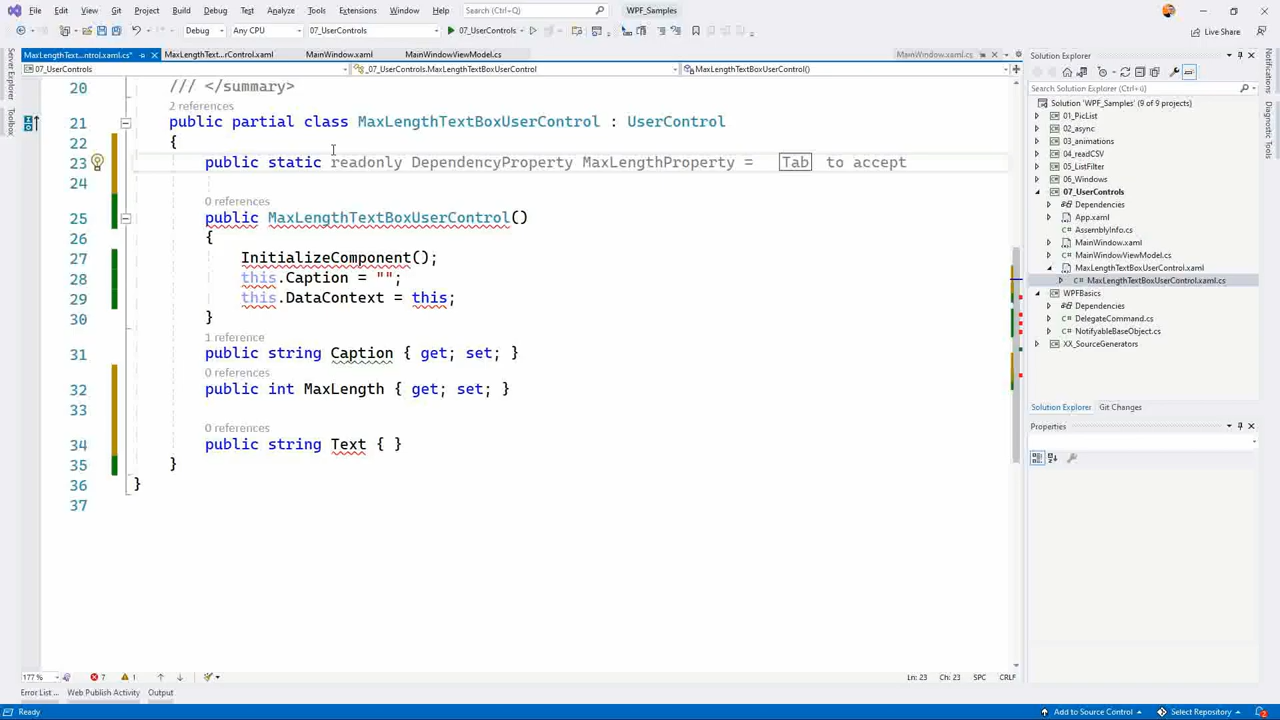 File Edit View Git Project Build Debug Test Analyze Tools Extensions Window Help Search (Ctrl+Q) WPF_Samples
Debug Any CPU 07_UserControls 07_UserControls Live Share
MaxLengthText...ntrol.xaml.cs* MaxLengthText...rControl.xaml MainWindow.xaml MainWindowViewModel.cs MainWindow.xaml.cs
07_UserControls _07_UserControls.MaxLengthTextBoxUserControl MaxLengthTextBoxUserControl()
Server Explorer
Toolbox
20 /// </summary>
2 references
21 public partial class MaxLengthTextBoxUserControl : UserControl
22 {
23 public static readonly DependencyProperty MaxLengthProperty = Tab to accept
24
0 references
25 public MaxLengthTextBoxUserControl()
26 {
27 InitializeComponent();
28 this.Caption = "";
29 this.DataContext = this;
30 }
1 reference
31 public string Caption { get; set; }
0 references
32 public int MaxLength { get; set; }
33
0 references
34 public string Text { }
35 }
36 }
37
177 % 7 1 Ln: 23 Ch: 23 SPC CRLF
Error List ... Web Publish Activity Output
Ready Add to Source Control Select Repository 2
Solution Explorer
Search Solution Explorer (Ctrl+ü)
Solution 'WPF_Samples' (9 of 9 projects)
01_PicList
02_async
03_animations
04_readCSV
05_ListFilter
06_Windows
07_UserControls
Dependencies
App.xaml
AssemblyInfo.cs
MainWindow.xaml
MainWindowViewModel.cs
MaxLengthTextBoxUserControl.xaml
MaxLengthTextBoxUserControl.xaml.cs
WPFBasics
Dependencies
DelegateCommand.cs
NotifyableBaseObject.cs
XX_SourceGenerators
Solution Explorer Git Changes
Properties
Notifications
Diagnostic Tools